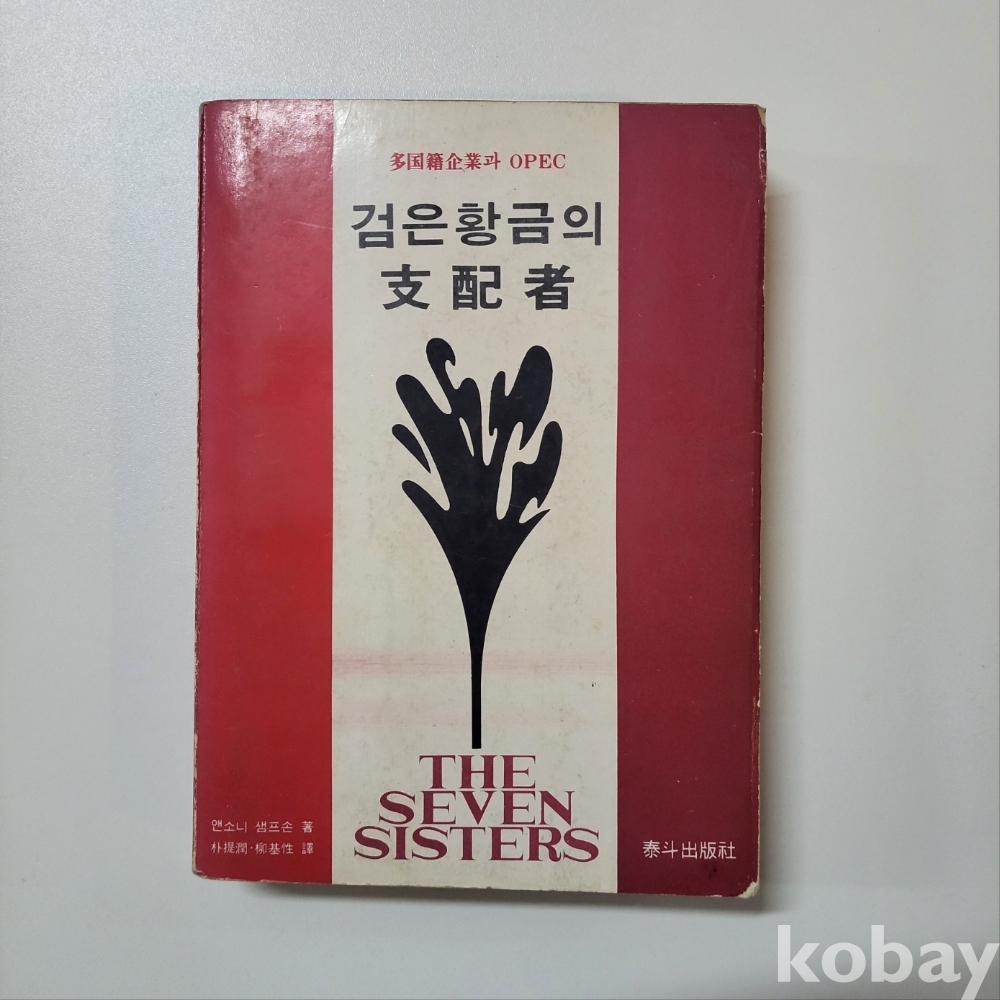 多国籍企業과 OPEC
검은황금의
支配者
THE
SEVEN
SISTERS
앤소니 샘프손 著
朴提潤·柳基性 譯
泰斗出版社
kobay